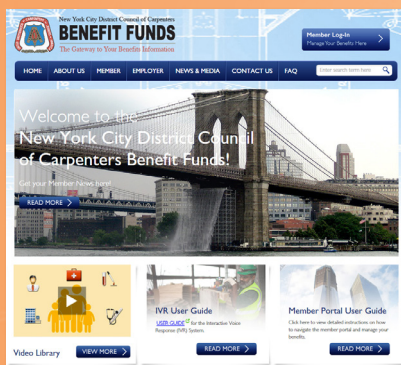 New York City District Council of Carpenters
BENEFIT FUNDS
The Gateway to Your Benefits Information
Member Log-in
Manage Your Benefits Here
HOME ABOUT US MEMBER EMPLOYER NEWS & MEDIA CONTACT US FAQ
Enter search term here
Welcome to the
New York City District Council
of Carpenters Benefit Funds!
Get your Member News here!
READ MORE
Video Library
VIEW MORE
IVR User Guide
USER GUIDE for the Interactive Voice
Response (IVR) System.
READ MORE
Member Portal User Guide
Click here to view detailed instructions on how
to navigate the member portal and manage your
benefits.
READ MORE